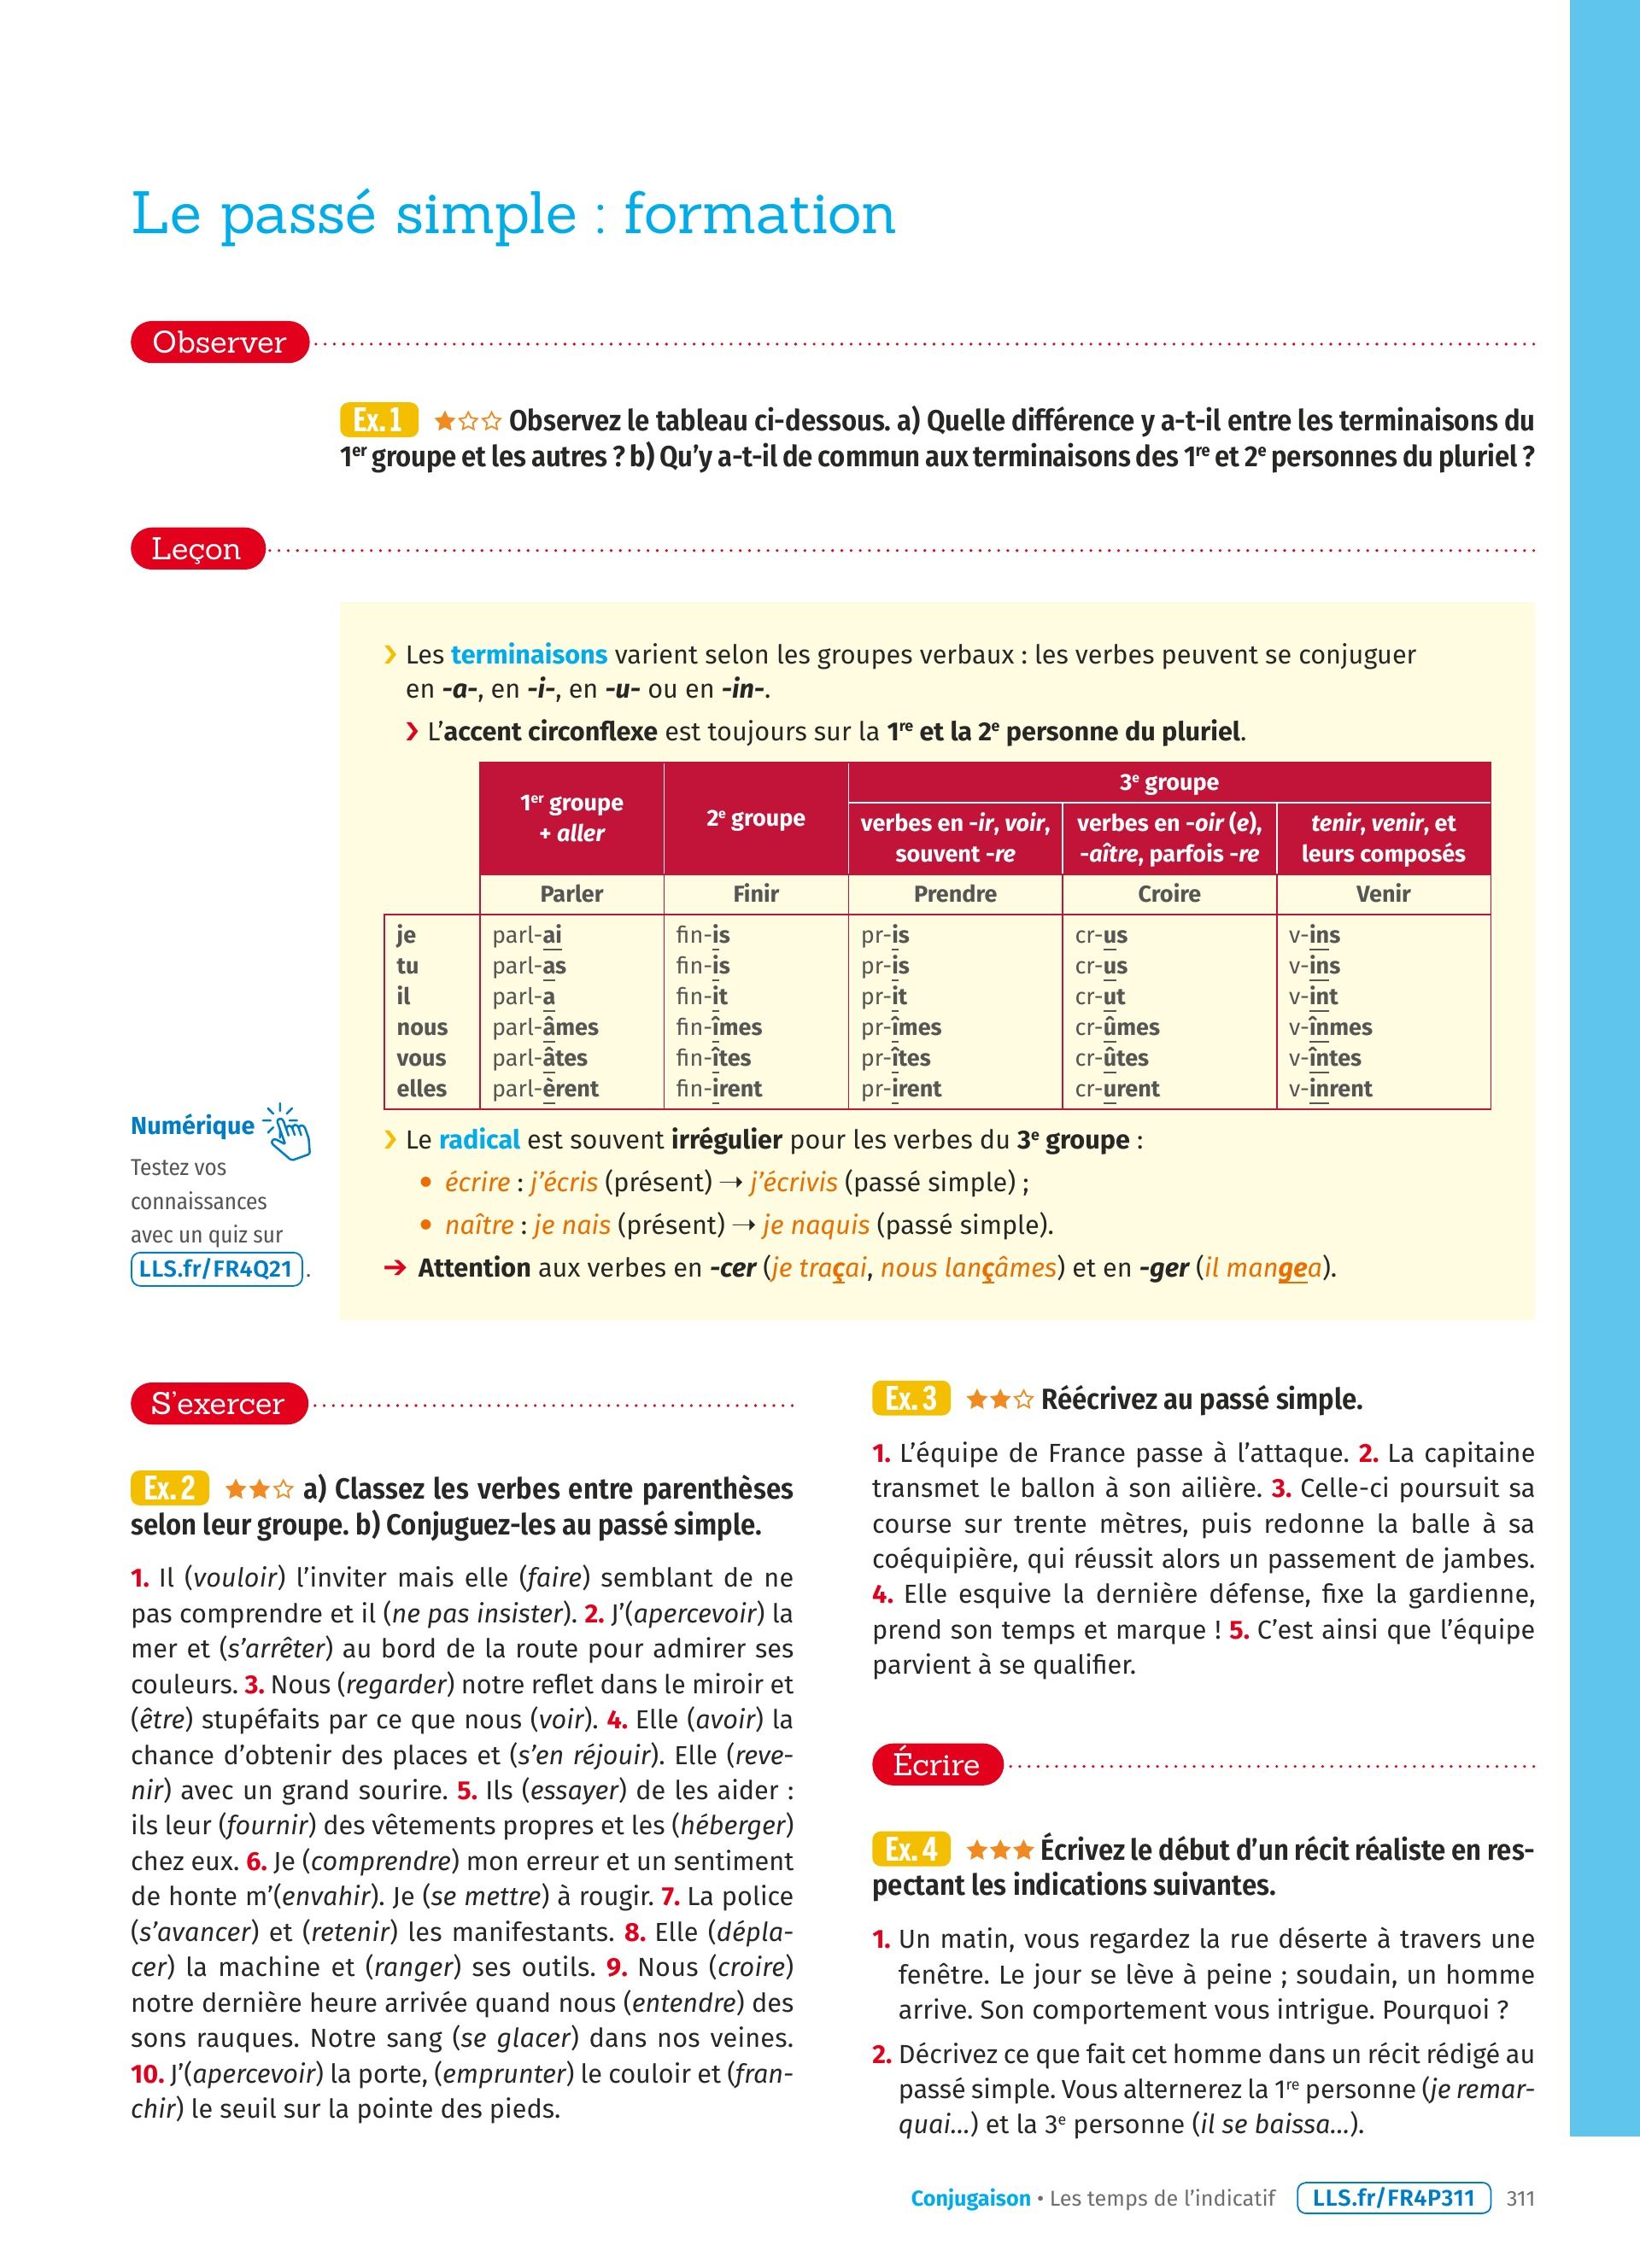 Le passé simple : formation
Observer
Ex. 1 ★☆☆ Observez le tableau ci-dessous. a) Quelle différence y a-t-il entre les terminaisons du
1er groupe et les autres ? b) Qu’y a-t-il de commun aux terminaisons des 1re et 2e personnes du pluriel ?
Leçon
› Les terminaisons varient selon les groupes verbaux : les verbes peuvent se conjuguer
en -a-, en -i-, en -u- ou en -in-.
› L’accent circonflexe est toujours sur la 1re et la 2e personne du pluriel.
1er groupe
+ aller
2e groupe
3e groupe
verbes en -ir, voir,
souvent -re
verbes en -oir (e),
-aître, parfois -re
tenir, venir, et
leurs composés
Parler Finir Prendre Croire Venir
je parl-ai fin-is pr-is cr-us v-ins
tu parl-as fin-is pr-is cr-us v-ins
il parl-a fin-it pr-it cr-ut v-int
nous parl-âmes fin-îmes pr-îmes cr-ûmes v-înmes
vous parl-âtes fin-îtes pr-îtes cr-ûtes v-întes
elles parl-èrent fin-irent pr-irent cr-urent v-inrent
› Le radical est souvent irrégulier pour les verbes du 3e groupe :
• écrire : j’écris (présent) → j’écrivis (passé simple) ;
• naître : je nais (présent) → je naquis (passé simple).
➔ Attention aux verbes en -cer (je traçai, nous lançâmes) et en -ger (il mangea).
Numérique
Testez vos
connaissances
avec un quiz sur
LLS.fr/FR4Q21 .
S’exercer
Ex. 2 ★★☆ a) Classez les verbes entre parenthèses
selon leur groupe. b) Conjuguez-les au passé simple.
1. Il (vouloir) l’inviter mais elle (faire) semblant de ne
pas comprendre et il (ne pas insister). 2. J’(apercevoir) la
mer et (s’arrêter) au bord de la route pour admirer ses
couleurs. 3. Nous (regarder) notre reflet dans le miroir et
(être) stupéfaits par ce que nous (voir). 4. Elle (avoir) la
chance d’obtenir des places et (s’en réjouir). Elle (reve-
nir) avec un grand sourire. 5. Ils (essayer) de les aider :
ils leur (fournir) des vêtements propres et les (héberger)
chez eux. 6. Je (comprendre) mon erreur et un sentiment
de honte m’(envahir). Je (se mettre) à rougir. 7. La police
(s’avancer) et (retenir) les manifestants. 8. Elle (dépla-
cer) la machine et (ranger) ses outils. 9. Nous (croire)
notre dernière heure arrivée quand nous (entendre) des
sons rauques. Notre sang (se glacer) dans nos veines.
10. J’(apercevoir) la porte, (emprunter) le couloir et (fran-
chir) le seuil sur la pointe des pieds.
Ex. 3 ★★☆ Réécrivez au passé simple.
1. L’équipe de France passe à l’attaque. 2. La capitaine
transmet le ballon à son ailière. 3. Celle-ci poursuit sa
course sur trente mètres, puis redonne la balle à sa
coéquipière, qui réussit alors un passement de jambes.
4. Elle esquive la dernière défense, fixe la gardienne,
prend son temps et marque ! 5. C’est ainsi que l’équipe
parvient à se qualifier.
Écrire
Ex. 4 ★★★ Écrivez le début d’un récit réaliste en res-
pectant les indications suivantes.
1. Un matin, vous regardez la rue déserte à travers une
fenêtre. Le jour se lève à peine ; soudain, un homme
arrive. Son comportement vous intrigue. Pourquoi ?
2. Décrivez ce que fait cet homme dans un récit rédigé au
passé simple. Vous alternerez la 1re personne (je remar-
quai...) et la 3e personne (il se baissa...).
Conjugaison • Les temps de l’indicatif LLS.fr/FR4P311 311